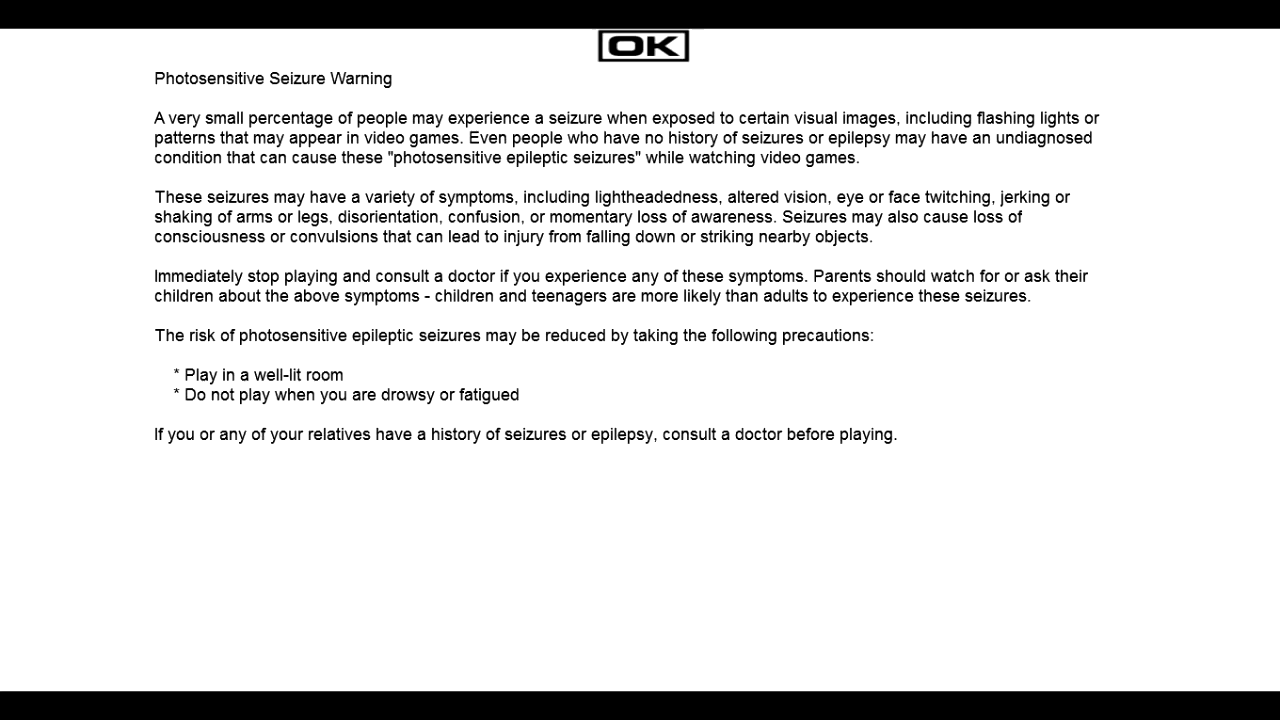 OK
Photosensitive Seizure Warning
A very small percentage of people may experience a seizure when exposed to certain visual images, including flashing lights or
patterns that may appear in video games. Even people who have no history of seizures or epilepsy may have an undiagnosed
condition that can cause these "photosensitive epileptic seizures" while watching video games.
These seizures may have a variety of symptoms, including lightheadedness, altered vision, eye or face twitching, jerking or
shaking of arms or legs, disorientation, confusion, or momentary loss of awareness. Seizures may also cause loss of
consciousness or convulsions that can lead to injury from falling down or striking nearby objects.
Immediately stop playing and consult a doctor if you experience any of these symptoms. Parents should watch for or ask their
children about the above symptoms - children and teenagers are more likely than adults to experience these seizures.
The risk of photosensitive epileptic seizures may be reduced by taking the following precautions:
* Play in a well-lit room
* Do not play when you are drowsy or fatigued
If you or any of your relatives have a history of seizures or epilepsy, consult a doctor before playing.